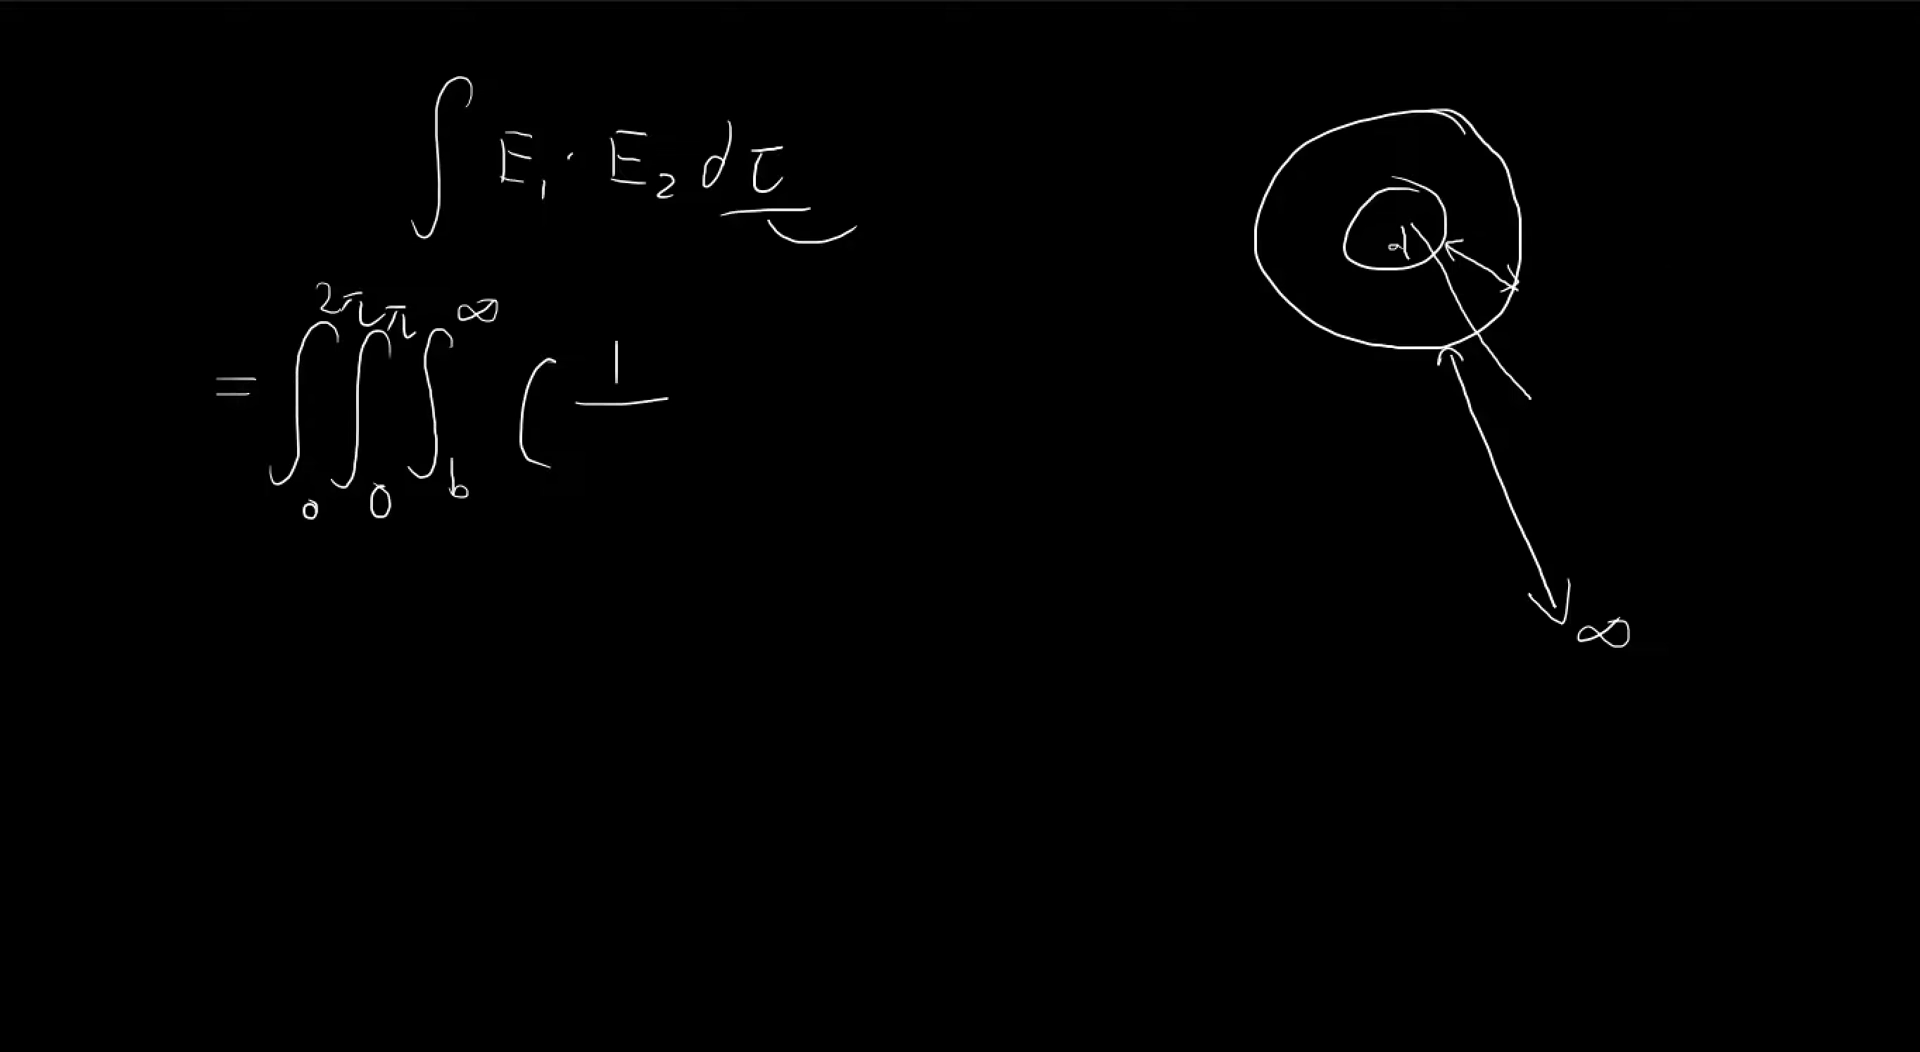 ∫ E₁ · E₂ dτ
= ∫₀^{2π} ∫₀^{π} ∫_b^{∞} ( 1
a
∞